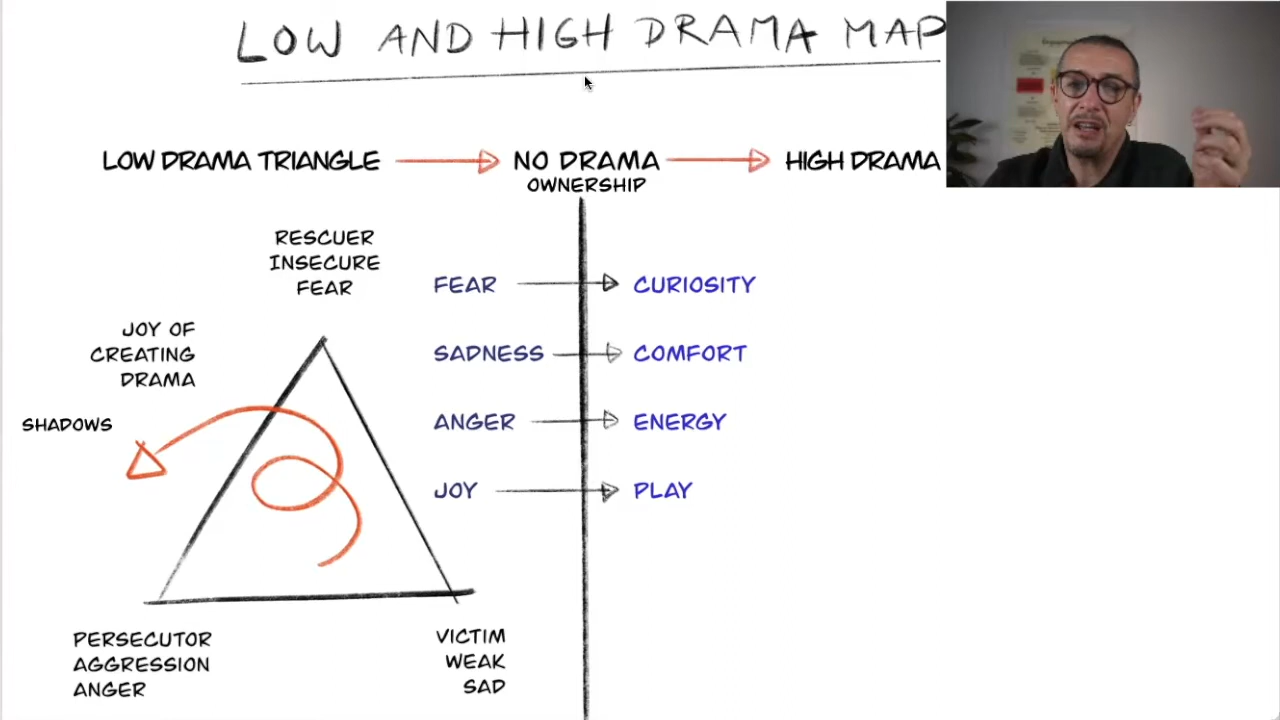 LOW AND HIGH DRAMA MAP
LOW DRAMA TRIANGLE
NO DRAMA
OWNERSHIP
HIGH DRAMA
RESCUER
INSECURE
FEAR
JOY OF
CREATING
DRAMA
SHADOWS
PERSECUTOR
AGGRESSION
ANGER
VICTIM
WEAK
SAD
FEAR
CURIOSITY
SADNESS
COMFORT
ANGER
ENERGY
JOY
PLAY